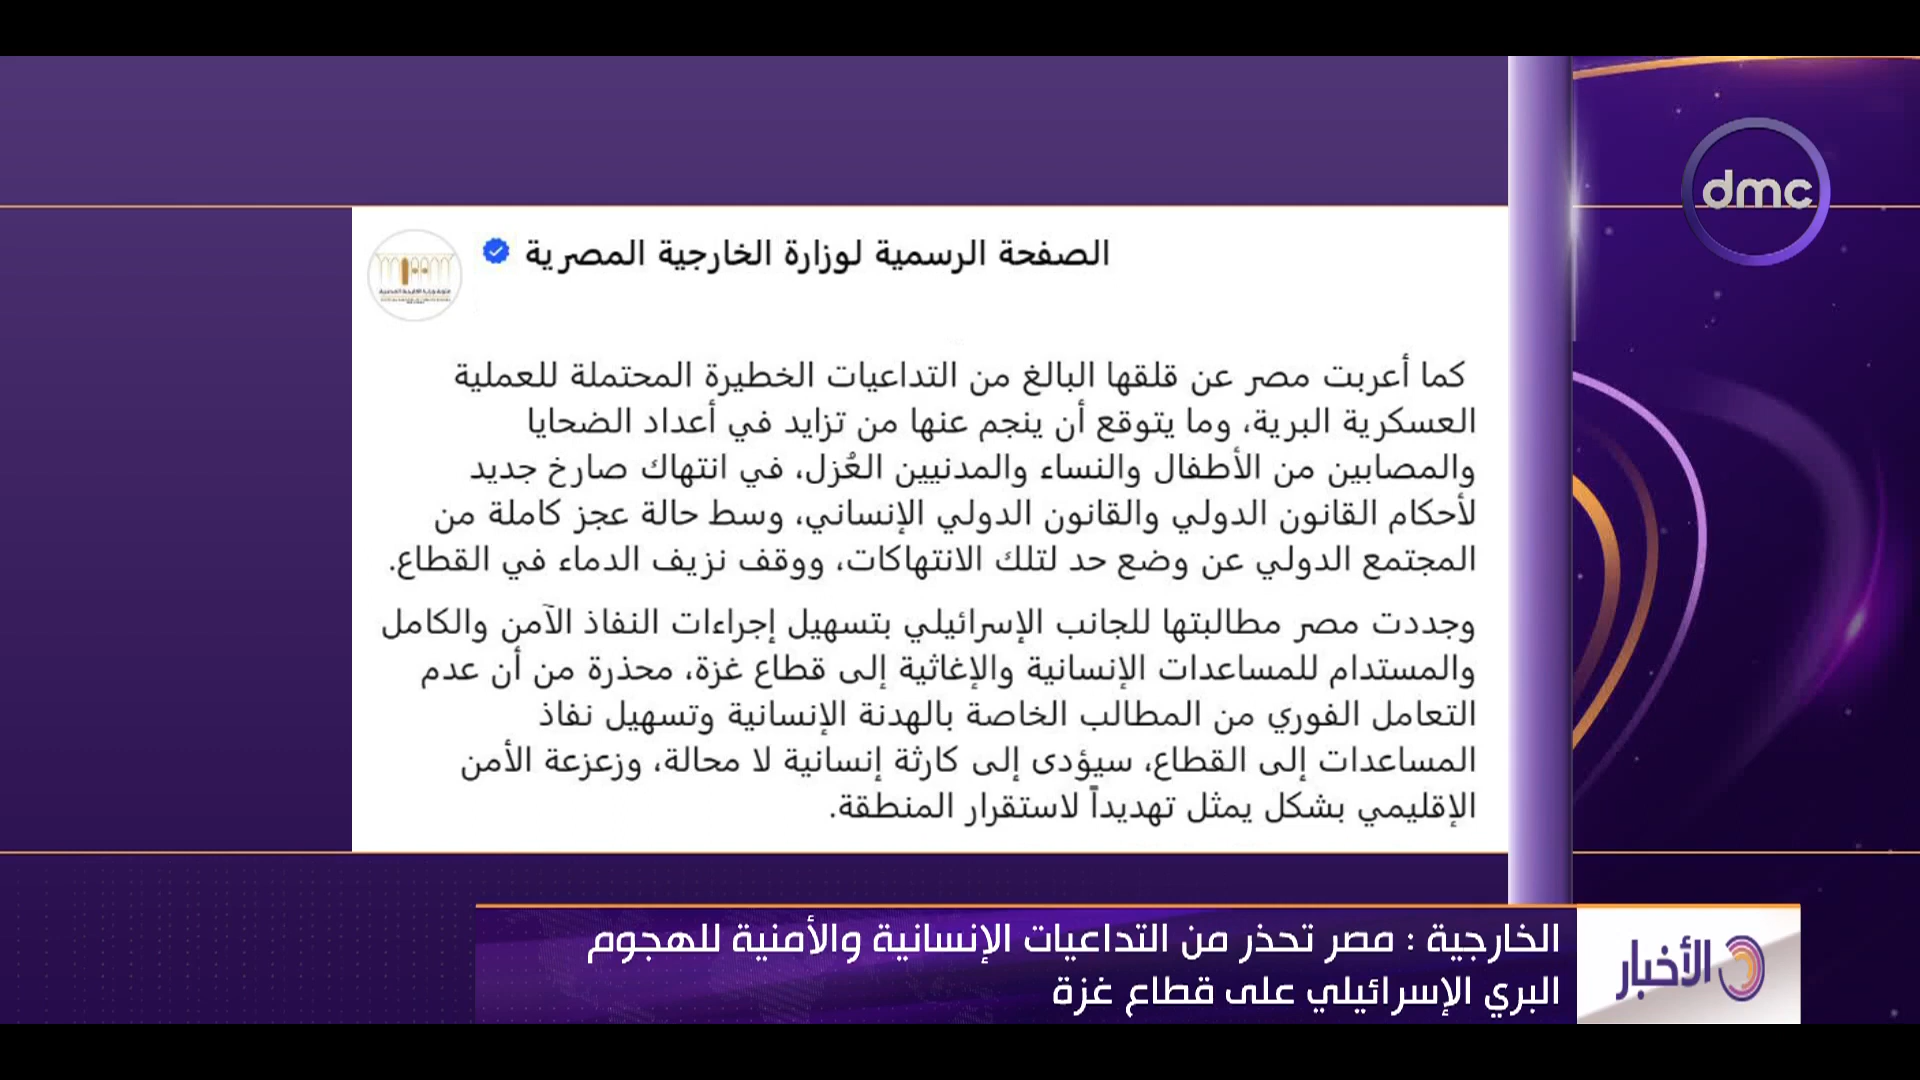 dmc
الصفحة الرسمية لوزارة الخارجية المصرية
كما أعربت مصر عن قلقها البالغ من التداعيات الخطيرة المحتملة للعملية
العسكرية البرية، وما يتوقع أن ينجم عنها من تزايد في أعداد الضحايا
والمصابين من الأطفال والنساء والمدنيين العُزل، في انتهاك صارخ جديد
لأحكام القانون الدولي والقانون الدولي الإنساني، وسط حالة عجز كاملة من
المجتمع الدولي عن وضع حد لتلك الانتهاكات، ووقف نزيف الدماء في القطاع.
وجددت مصر مطالبتها للجانب الإسرائيلي بتسهيل إجراءات النفاذ الآمن والكامل
والمستدام للمساعدات الإنسانية والإغاثية إلى قطاع غزة، محذرة من أن عدم
التعامل الفوري من المطالب الخاصة بالهدنة الإنسانية وتسهيل نفاذ
المساعدات إلى القطاع، سيؤدى إلى كارثة إنسانية لا محالة، وزعزعة الأمن
الإقليمي بشكل يمثل تهديداً لاستقرار المنطقة.
الخارجية : مصر تحذر من التداعيات الإنسانية والأمنية للهجوم
البري الإسرائيلي على قطاع غزة
الأخبار